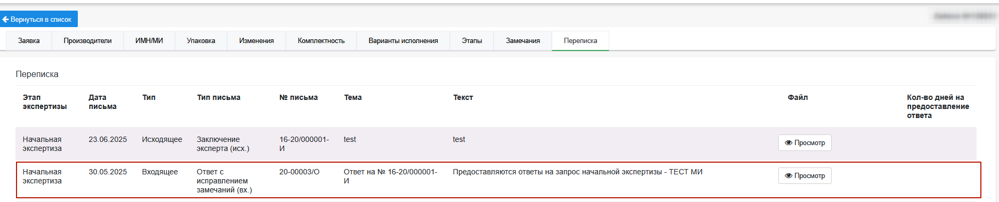 Вернуться в список
Заявка Производители ИМН/МИ Упаковка Изменения Комплектность Варианты исполнения Этапы Замечания Переписка
Переписка
Этап экспертизы Дата письма Тип Тип письма № письма Тема Текст Файл Кол-во дней на предоставление ответа
Начальная экспертиза 23.06.2025 Исходящее Заключение эксперта (исх.) 16-20/000001-И test test Просмотр
Начальная экспертиза 30.05.2025 Входящее Ответ с исправлением замечаний (вх.) 20-00003/О Ответ на № 16-20/000001-И Предоставляются ответы на запрос начальной экспертизы - ТЕСТ МИ Просмотр